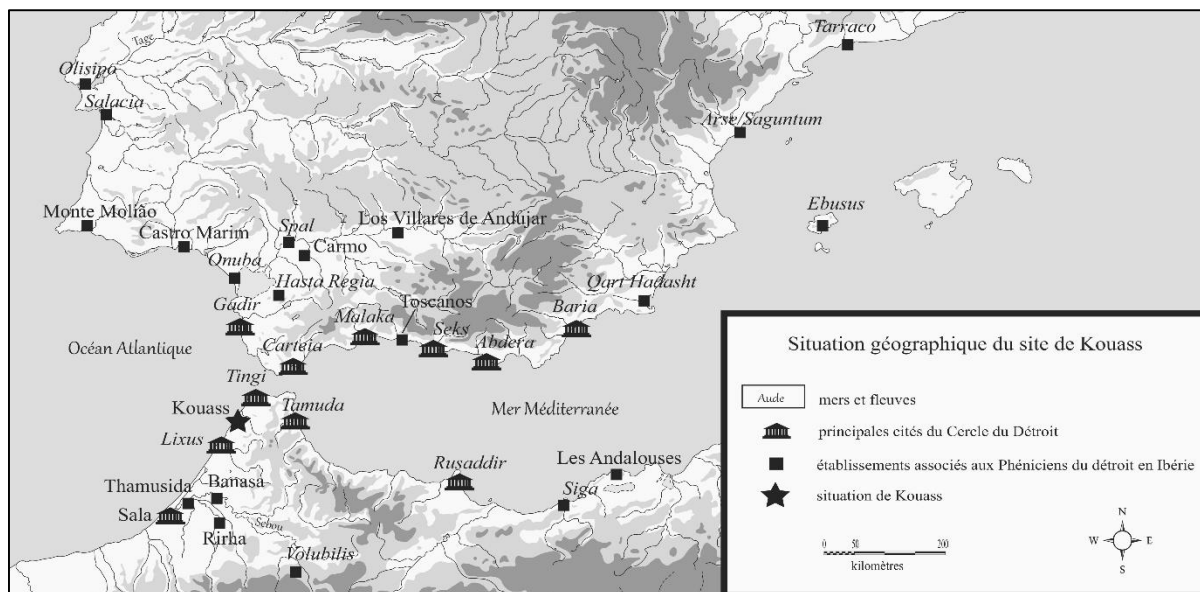 Tarraco
Tage
Olisipo
Salacia
Arse/Saguntum
Ebusus
Monte Molião
Castro Marim
Spal
Los Villares de Andújar
Carmo
Onuba
Hasta Regia
Qart Hadasht
Toscanos
Gadir
Malaka
Seks
Baria
Abdera
Carteia
Océan Atlantique
Tingi
Mer Méditerranée
Kouass
Tamuda
Lixus
Rusaddir
Les Andalouses
Siga
Thamusida
Banasa
Sala
Sebou
Rirha
Volubilis
Situation géographique du site de Kouass
Aude
mers et fleuves
principales cités du Cercle du Détroit
établissements associés aux Phéniciens du détroit en Ibérie
situation de Kouass
0 50 200
kilomètres
N
W E
S